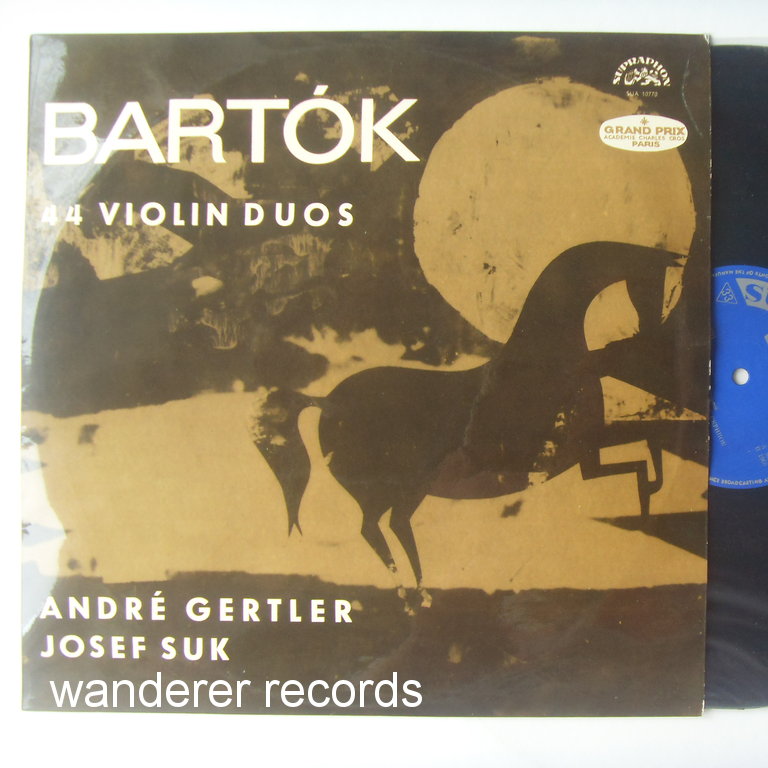 SUPRAPHON
SUA 10770
BARTÓK
GRAND PRIX
ACADEMIE CHARLES CROS
PARIS
44 VIOLIN DUOS
ANDRÉ GERTLER
JOSEF SUK
wanderer records